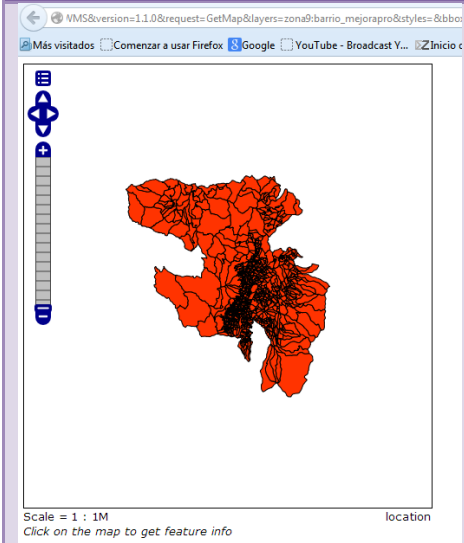 VMS&version=1.1.0&request=GetMap&layers=zona9:barrio_mejorapro&styles=&bbox
Más visitados Comenzar a usar Firefox Google YouTube - Broadcast Y... Inicio
Scale = 1 : 1M location
Click on the map to get feature info